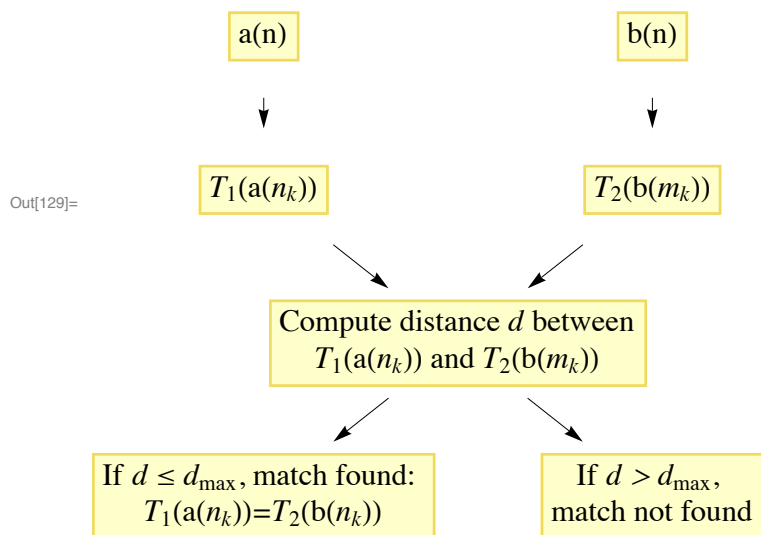 a(n)
b(n)
Out[129]=
T₁(a(nₖ))
T₂(b(mₖ))
Compute distance d between
T₁(a(nₖ)) and T₂(b(mₖ))
If d ≤ dₘₐₓ, match found:
T₁(a(nₖ))=T₂(b(nₖ))
If d > dₘₐₓ,
match not found